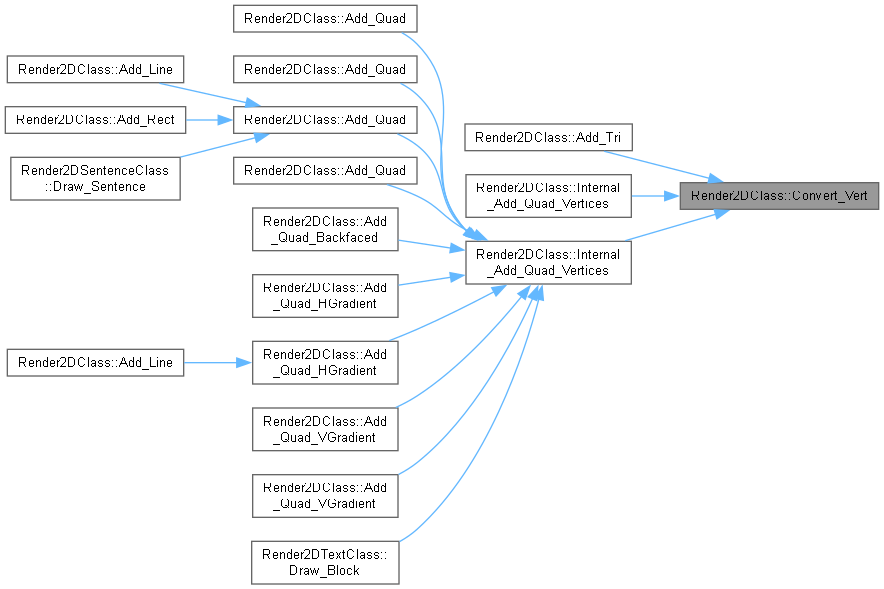 Render2DClass::Add_Quad
Render2DClass::Add_Line
Render2DClass::Add_Quad
Render2DClass::Add_Rect
Render2DClass::Add_Quad
Render2DSentenceClass
::Draw_Sentence
Render2DClass::Add_Quad
Render2DClass::Add_Tri
Render2DClass::Internal
_Add_Quad_Vertices
Render2DClass::Convert_Vert
Render2DClass::Add
_Quad_Backfaced
Render2DClass::Internal
_Add_Quad_Vertices
Render2DClass::Add
_Quad_HGradient
Render2DClass::Add_Line
Render2DClass::Add
_Quad_HGradient
Render2DClass::Add
_Quad_VGradient
Render2DClass::Add
_Quad_VGradient
Render2DTextClass::
Draw_Block